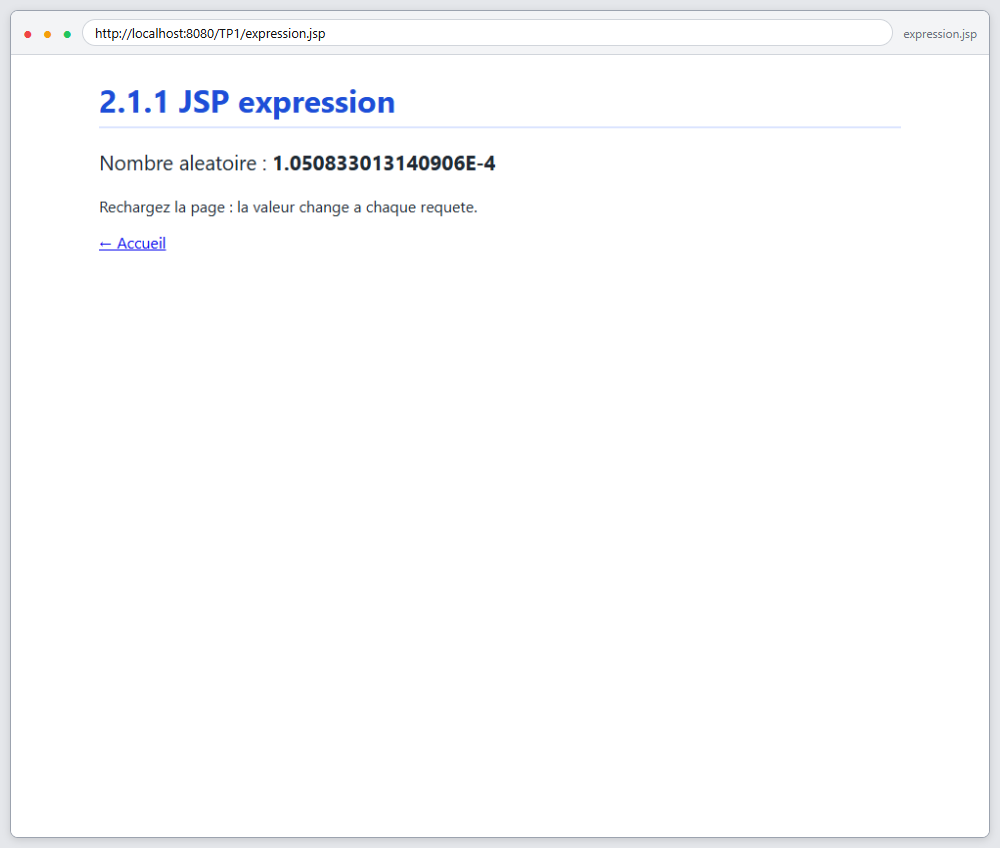 http://localhost:8080/TP1/expression.jsp
expression.jsp
2.1.1 JSP expression
Nombre aleatoire : 1.050833013140906E-4
Rechargez la page : la valeur change a chaque requete.
← Accueil